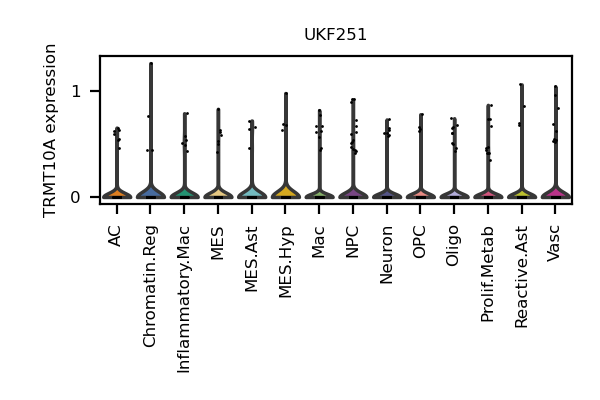 UKF251
TRMT10A expression
1
0
AC
Chromatin.Reg
Inflammatory.Mac
MES
MES.Ast
MES.Hyp
Mac
NPC
Neuron
OPC
Oligo
Prolif.Metab
Reactive.Ast
Vasc